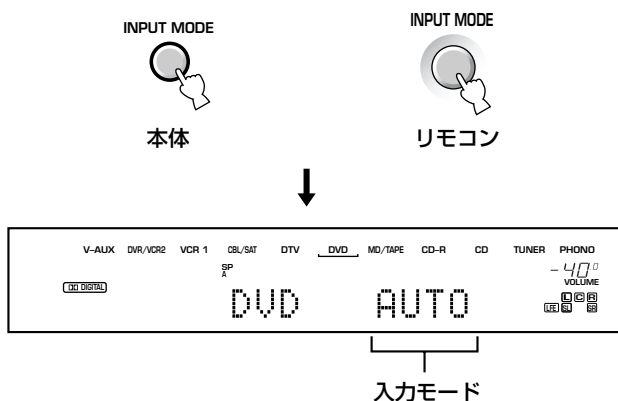 INPUT MODE
INPUT MODE
本体
リモコン
V-AUX DVR/VCR2 VCR 1 CBL/SAT DTV DVD MD/TAPE CD-R CD TUNER PHONO
SP
A
-40 0
VOLUME
DIGITAL
DVD AUTO
L C R
LFE SL SR
入力モード